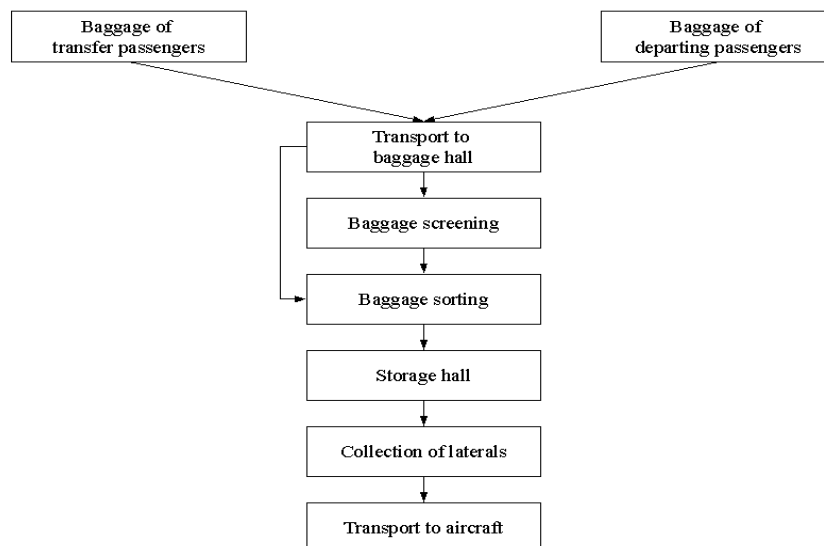 Baggage of
transfer passengers
Baggage of
departing passengers
Transport to
baggage hall
Baggage screening
Baggage sorting
Storage hall
Collection of laterals
Transport to aircraft